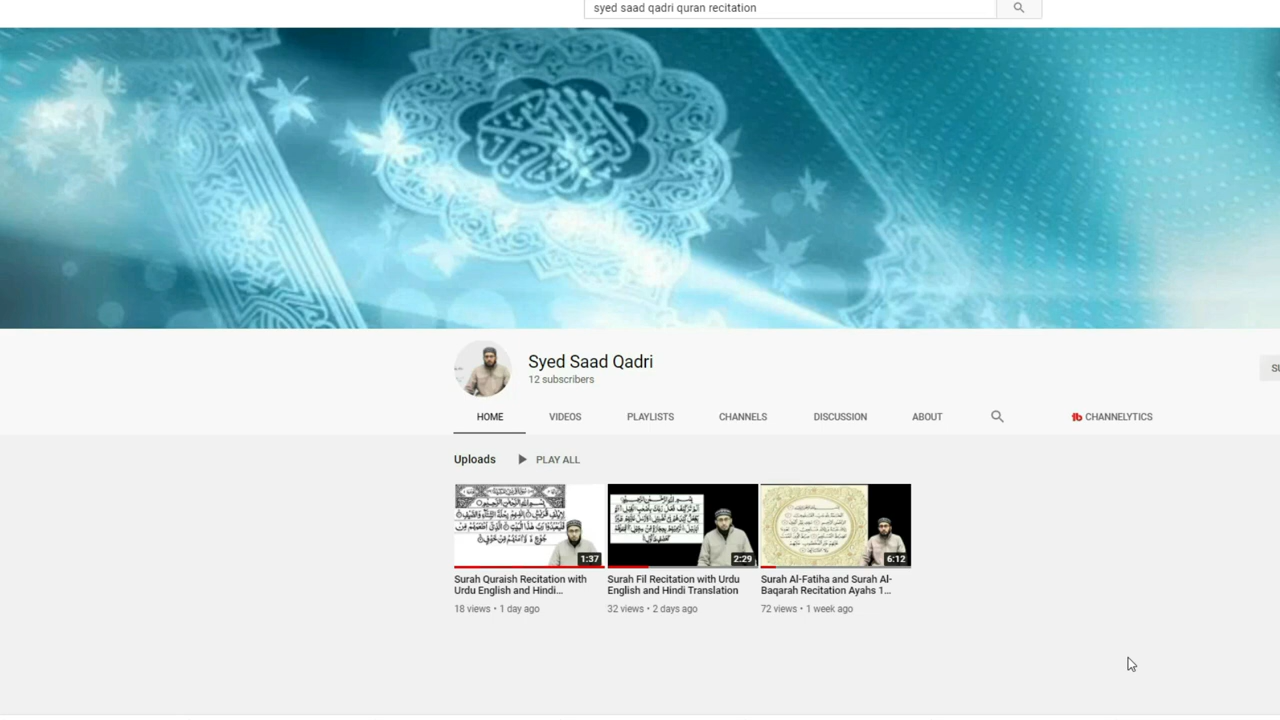 syed saad qadri quran recitation
القرآن الكريم
Syed Saad Qadri
12 subscribers
SU
HOME VIDEOS PLAYLISTS CHANNELS DISCUSSION ABOUT CHANNELYTICS
Uploads PLAY ALL
1:37 2:29 6:12
Surah Quraish Recitation with
Urdu English and Hindi...
18 views • 1 day ago
Surah Fil Recitation with Urdu
English and Hindi Translation
32 views • 2 days ago
Surah Al-Fatiha and Surah Al-
Baqarah Recitation Ayahs 1...
72 views • 1 week ago